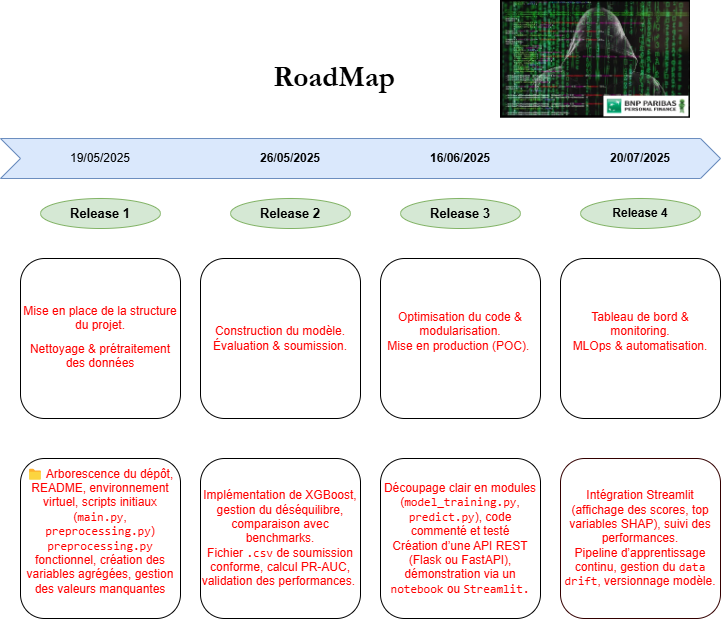 RoadMap
BNP PARIBAS
PERSONAL FINANCE
19/05/2025
26/05/2025
16/06/2025
20/07/2025
Release 1
Release 2
Release 3
Release 4
Mise en place de la structure
du projet.
Nettoyage & prétraitement
des données
Construction du modèle.
Évaluation & soumission.
Optimisation du code &
modularisation.
Mise en production (POC).
Tableau de bord &
monitoring.
MLOps & automatisation.
Arborescence du dépôt,
README, environnement
virtuel, scripts initiaux
(main.py,
preprocessing.py)
preprocessing.py
fonctionnel, création des
variables agrégées, gestion
des valeurs manquantes
Implémentation de XGBoost,
gestion du déséquilibre,
comparaison avec
benchmarks.
Fichier .csv de soumission
conforme, calcul PR-AUC,
validation des performances.
Découpage clair en modules
(model_training.py,
predict.py), code
commenté et testé
Création d'une API REST
(Flask ou FastAPI),
démonstration via un
notebook ou Streamlit.
Intégration Streamlit
(affichage des scores, top
variables SHAP), suivi des
performances.
Pipeline d'apprentissage
continu, gestion du data
drift, versionnage modèle.